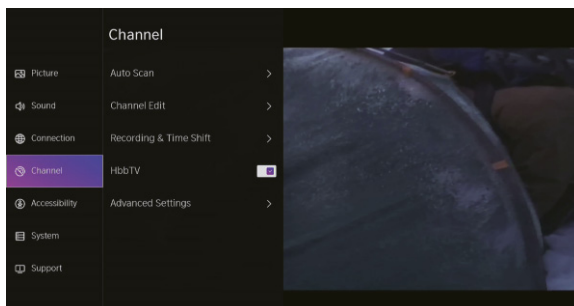 Channel
Picture
Sound
Connection
Channel
Accessibility
System
Support
Auto Scan
Channel Edit
Recording & Time Shift
HbbTV
Advanced Settings